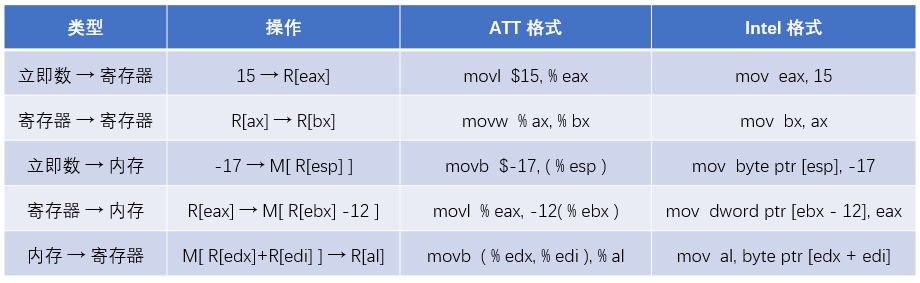 类型 操作 ATT 格式 Intel 格式
立即数 → 寄存器 15 → R[eax] movl $15, %eax mov eax, 15
寄存器 → 寄存器 R[ax] → R[bx] movw %ax, %bx mov bx, ax
立即数 → 内存 -17 → M[ R[esp] ] movb $-17, ( %esp ) mov byte ptr [esp], -17
寄存器 → 内存 R[eax] → M[ R[ebx] -12 ] movl %eax, -12( %ebx ) mov dword ptr [ebx - 12], eax
内存 → 寄存器 M[ R[edx]+R[edi] ] → R[al] movb ( %edx, %edi ), %al mov al, byte ptr [edx + edi]